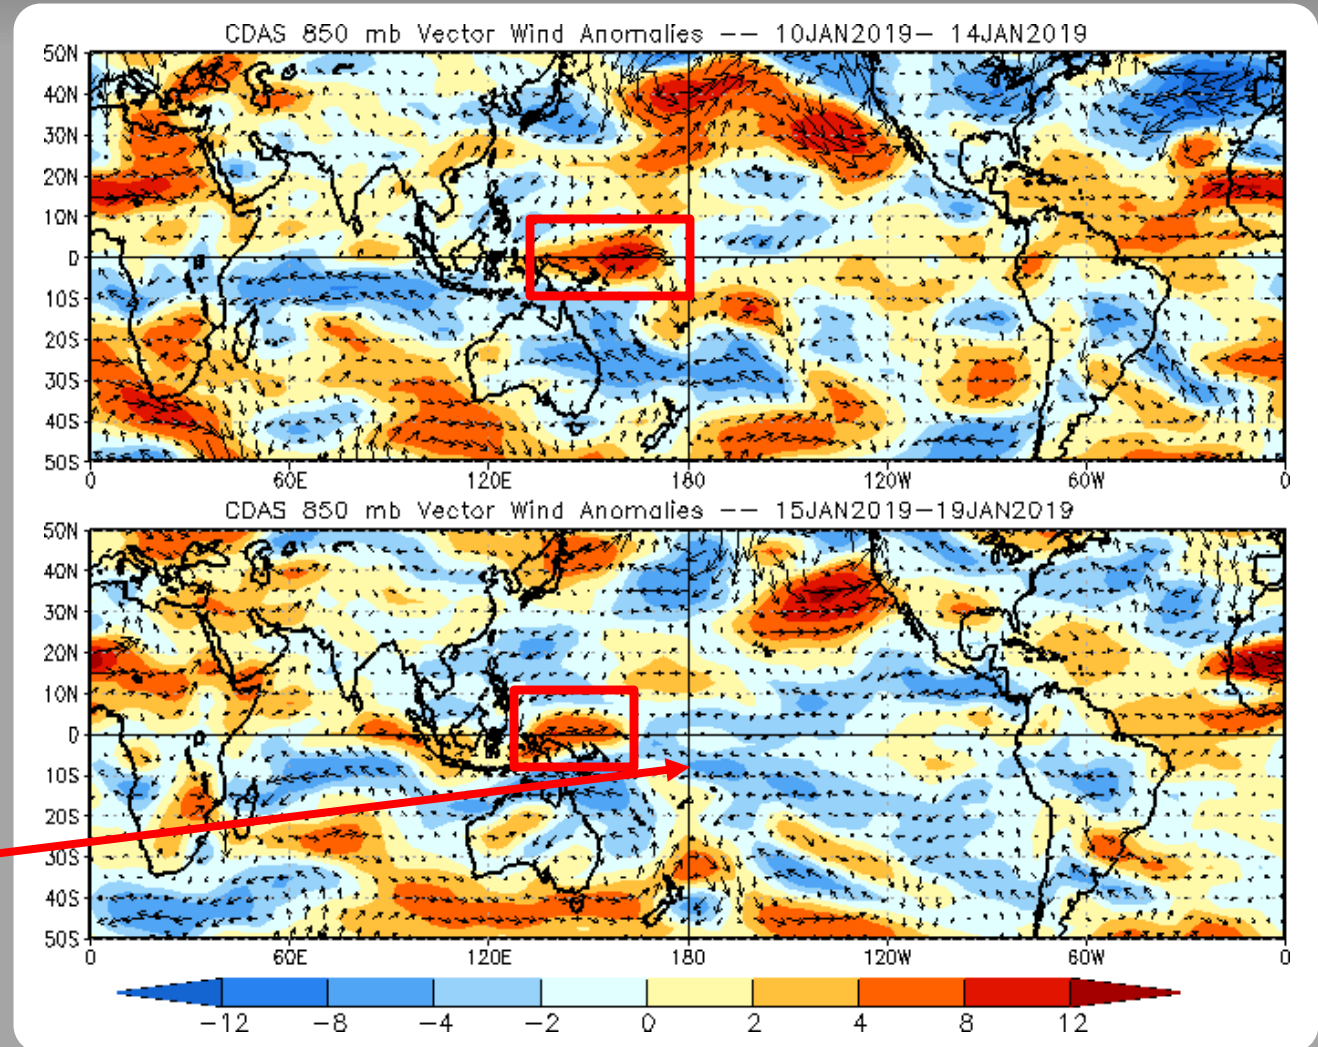 CDAS 850 mb Vector Wind Anomalies —— 10JAN2019— 14JAN2019
50N
40N
30N
20N
10N
0
10S
20S
30S
40S
50S
0 60E 120E 180 120W 60W 0
CDAS 850 mb Vector Wind Anomalies —— 15JAN2019—19JAN2019
50N
40N
30N
20N
10N
0
10S
20S
30S
40S
50S
0 60E 120E 180 120W 60W 0
−12 −8 −4 −2 0 2 4 8 12